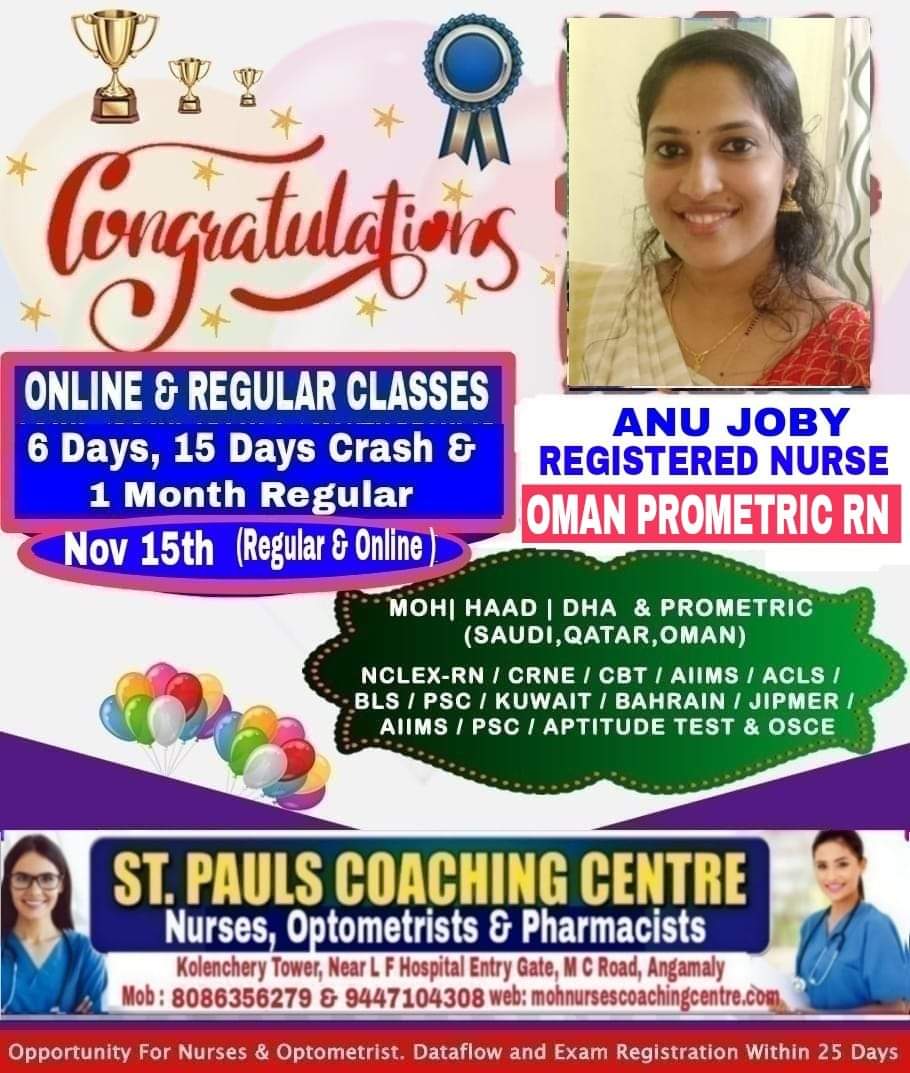 Congratulations
ONLINE & REGULAR CLASSES
6 Days, 15 Days Crash &
1 Month Regular
Nov 15th (Regular & Online )
ANU JOBY
REGISTERED NURSE
OMAN PROMETRIC RN
MOH| HAAD | DHA & PROMETRIC
(SAUDI,QATAR,OMAN)
NCLEX-RN / CRNE / CBT / AIIMS / ACLS /
BLS / PSC / KUWAIT / BAHRAIN / JIPMER /
AIIMS / PSC / APTITUDE TEST & OSCE
ST. PAULS COACHING CENTRE
Nurses, Optometrists & Pharmacists
Kolenchery Tower, Near L F Hospital Entry Gate, M C Road, Angamaly
Mob : 8086356279 & 9447104308 web: mohnursescoachingcentre.com
Opportunity For Nurses & Optometrist. Dataflow and Exam Registration Within 25 Days